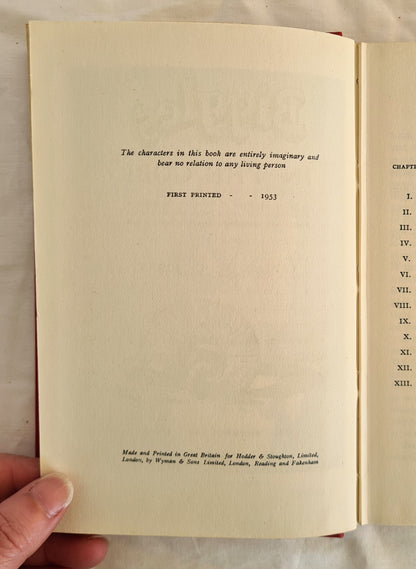 The characters in this book are entirely imaginary and
bear no relation to any living person
FIRST PRINTED - - 1953
Made and Printed in Great Britain for Hodder & Stoughton, Limited,
London, by Wyman & Sons Limited, London, Reading and Fakenham
CHAPTE
I.
II.
III.
IV.
V.
VI.
VII.
VIII.
IX.
X.
XI.
XII.
XIII.